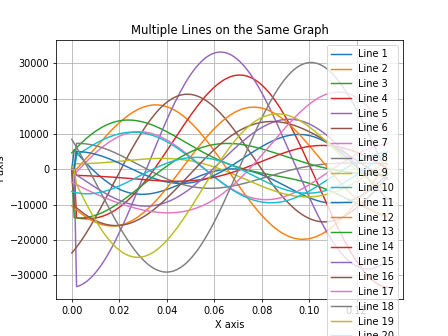 Multiple Lines on the Same Graph
30000
20000
10000
0
−10000
−20000
−30000
0.00
0.02
0.04
0.06
0.08
0.10
X axis
Line 1
Line 2
Line 3
Line 4
Line 5
Line 6
Line 7
Line 8
Line 9
Line 10
Line 11
Line 12
Line 13
Line 14
Line 15
Line 16
Line 17
Line 18
Line 19
Line 20